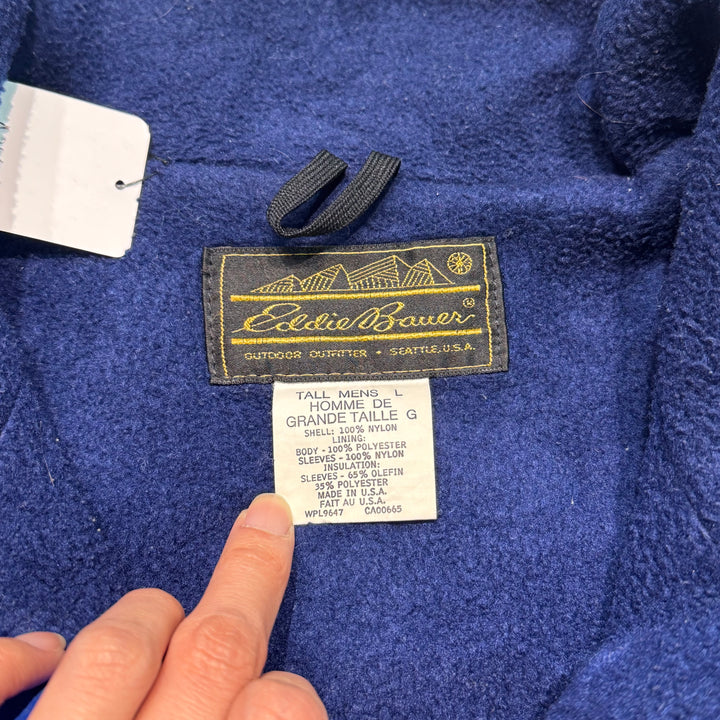 Eddie Bauer ®
OUTDOOR OUTFITTER • SEATTLE, U.S.A.
TALL MENS L
HOMME DE
GRANDE TAILLE G
SHELL: 100% NYLON
LINING:
BODY - 100% POLYESTER
SLEEVES - 100% NYLON
INSULATION:
SLEEVES - 65% OLEFIN
35% POLYESTER
MADE IN U.S.A.
FAIT AU U.S.A.
WPL9647 CA00665